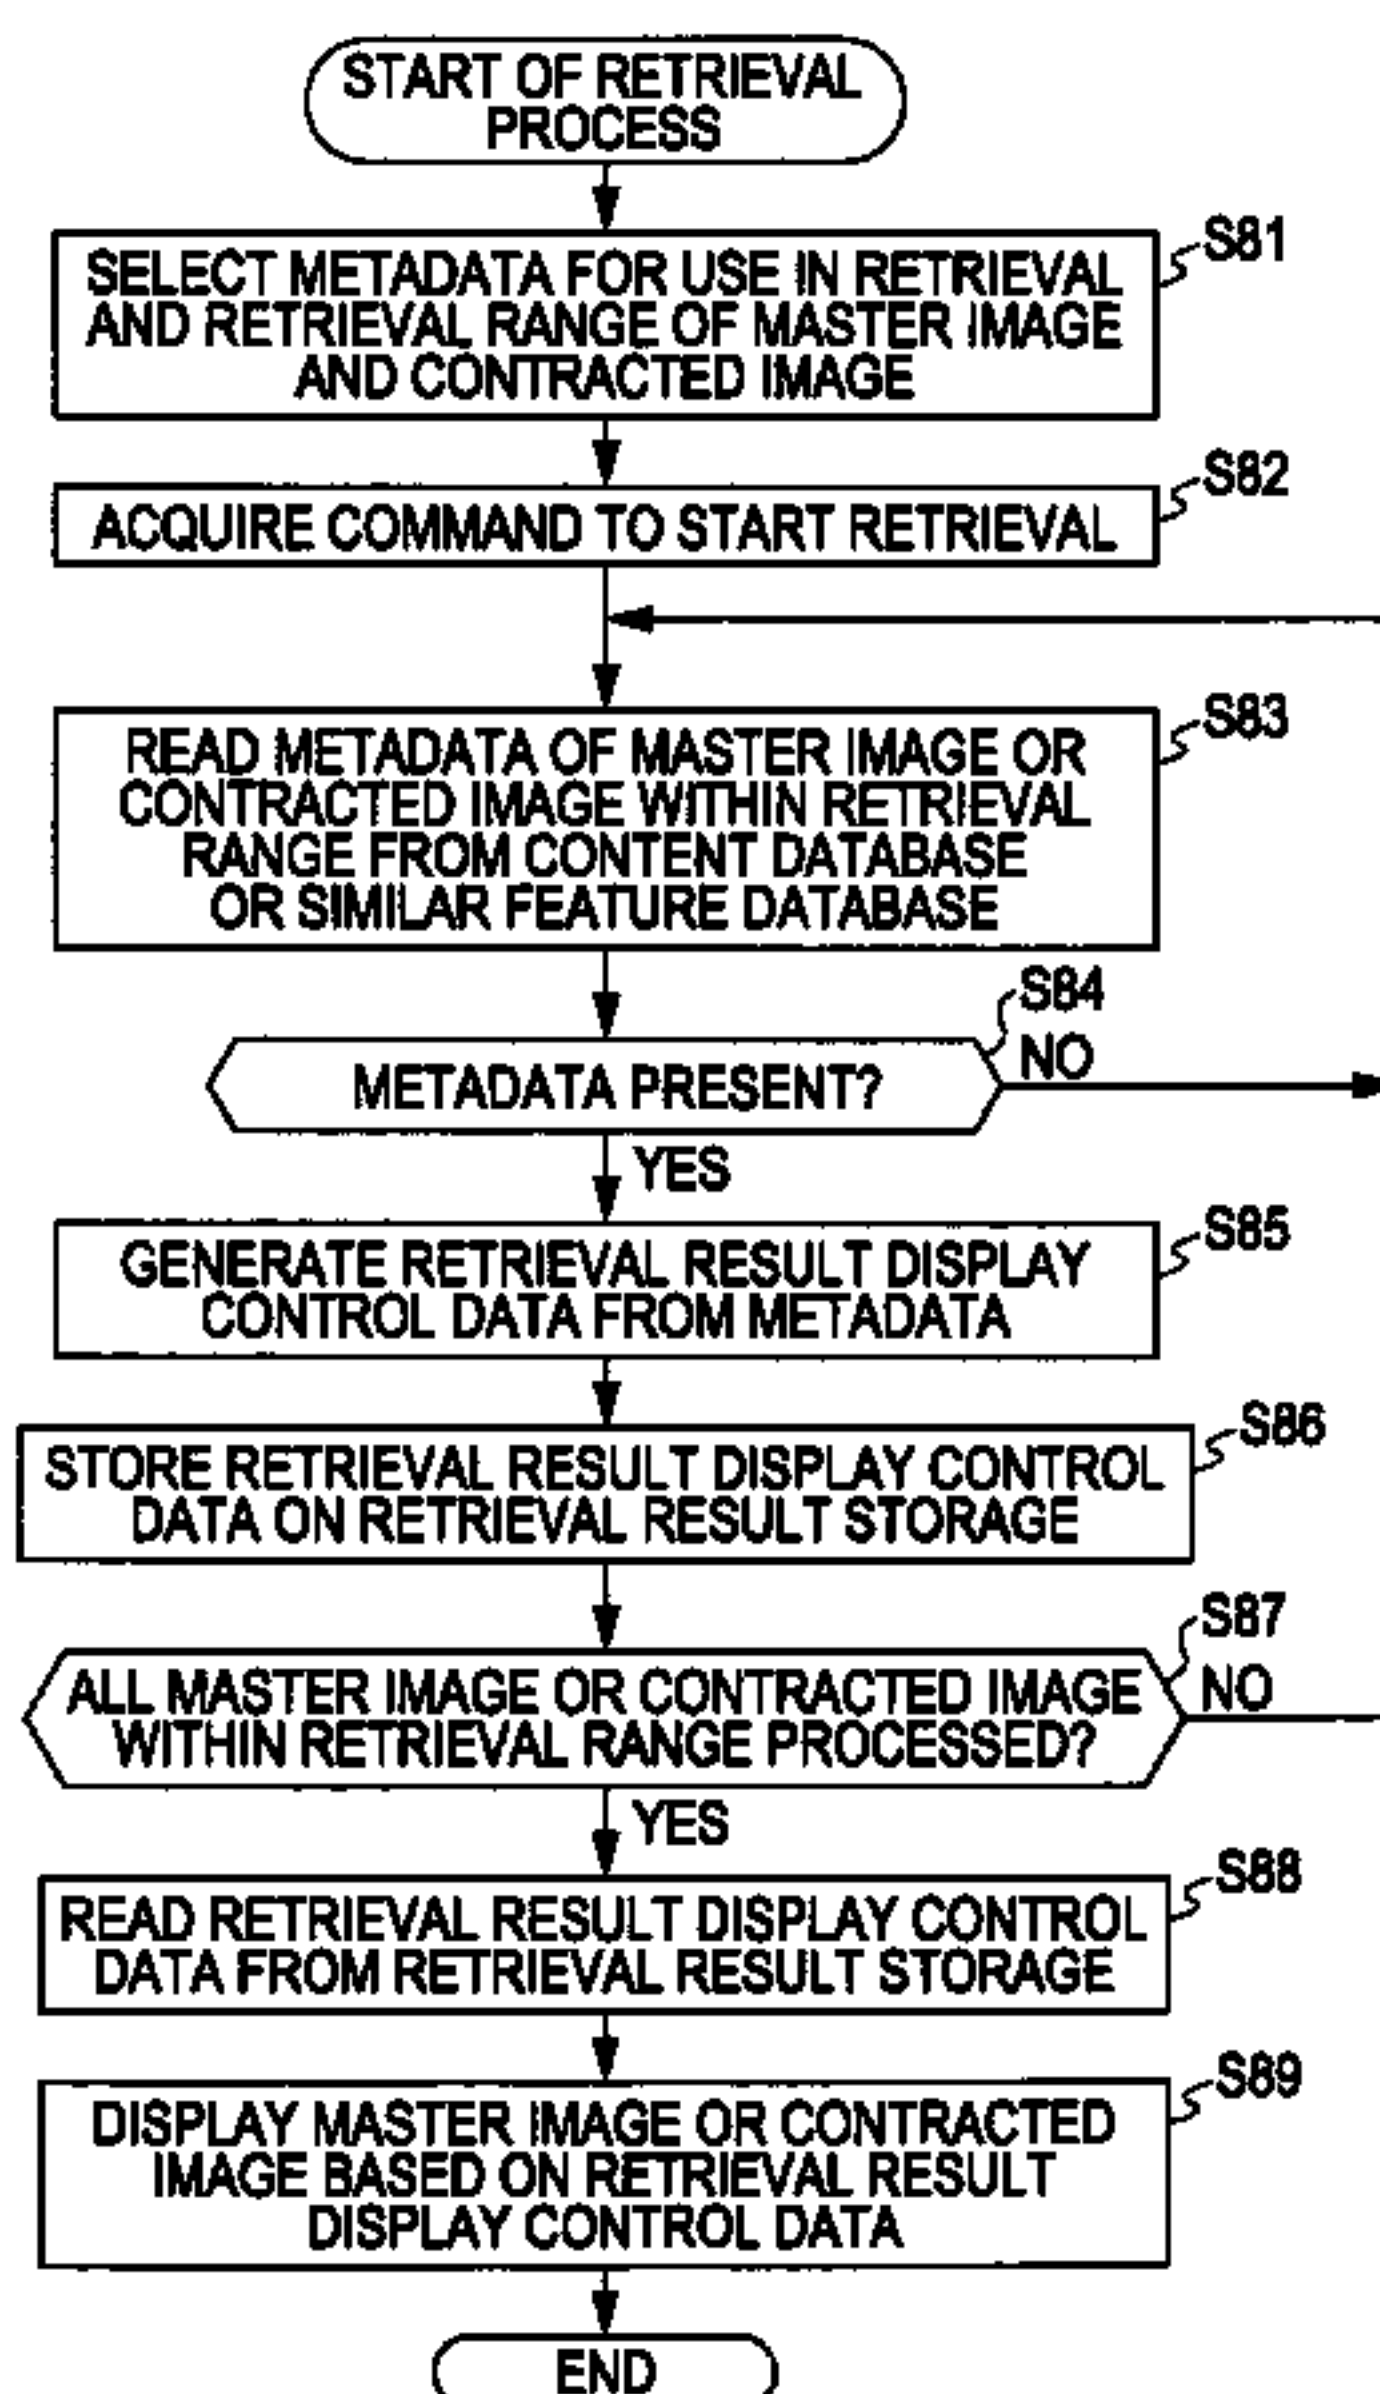 START OF RETRIEVAL
PROCESS
S81
SELECT METADATA FOR USE IN RETRIEVAL
AND RETRIEVAL RANGE OF MASTER IMAGE
AND CONTRACTED IMAGE
S82
ACQUIRE COMMAND TO START RETRIEVAL
S83
READ METADATA OF MASTER IMAGE OR
CONTRACTED IMAGE WITHIN RETRIEVAL
RANGE FROM CONTENT DATABASE
OR SIMILAR FEATURE DATABASE
S84
NO
METADATA PRESENT?
YES
S85
GENERATE RETRIEVAL RESULT DISPLAY
CONTROL DATA FROM METADATA
S86
STORE RETRIEVAL RESULT DISPLAY CONTROL
DATA ON RETRIEVAL RESULT STORAGE
S87
NO
ALL MASTER IMAGE OR CONTRACTED IMAGE
WITHIN RETRIEVAL RANGE PROCESSED?
YES
S88
READ RETRIEVAL RESULT DISPLAY CONTROL
DATA FROM RETRIEVAL RESULT STORAGE
S89
DISPLAY MASTER IMAGE OR CONTRACTED
IMAGE BASED ON RETRIEVAL RESULT
DISPLAY CONTROL DATA
END